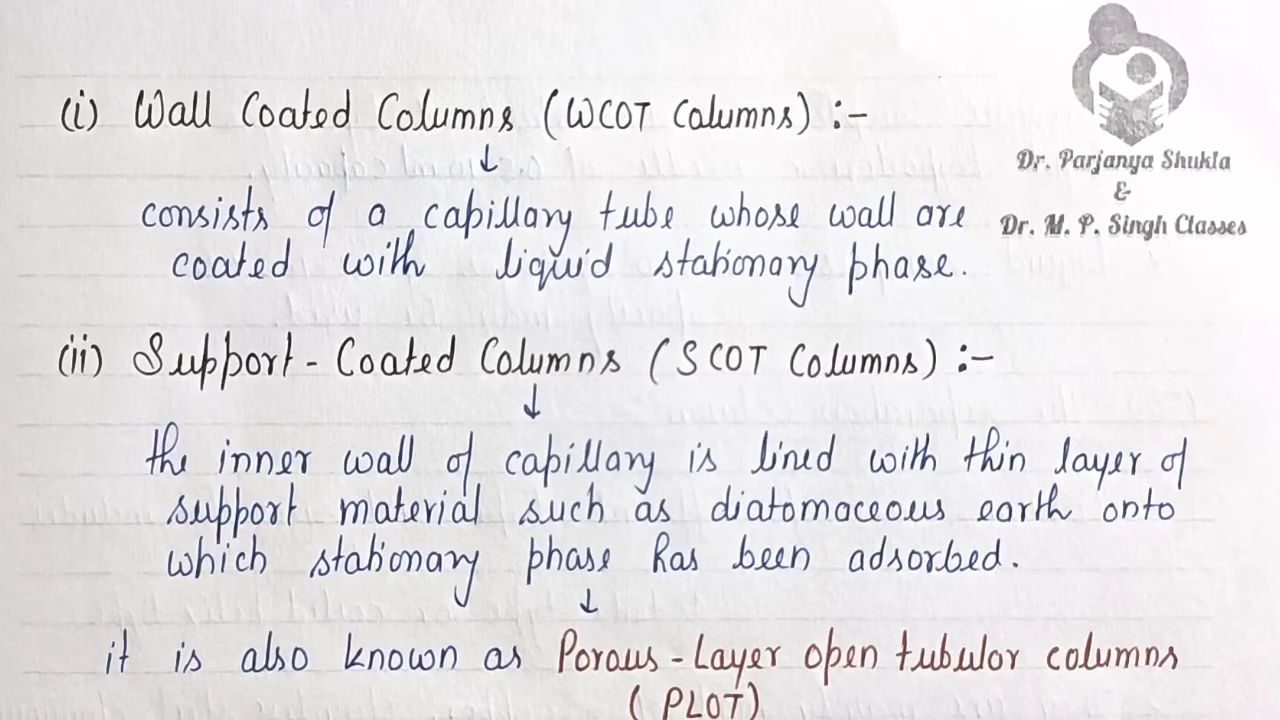 (i) Wall Coated Columns (WCOT Columns) :-
↓
consists of a capillary tube whose wall are
coated with liquid stationary phase.
(ii) Support-Coated Columns (SCOT Columns) :-
↓
the inner wall of capillary is lined with thin layer of
support material such as diatomaceous earth onto
which stationary phase has been adsorbed.
↓
it is also known as Porous-Layer open tubular columns
(PLOT)
Dr. Parjanya Shukla
&
Dr. M. P. Singh Classes